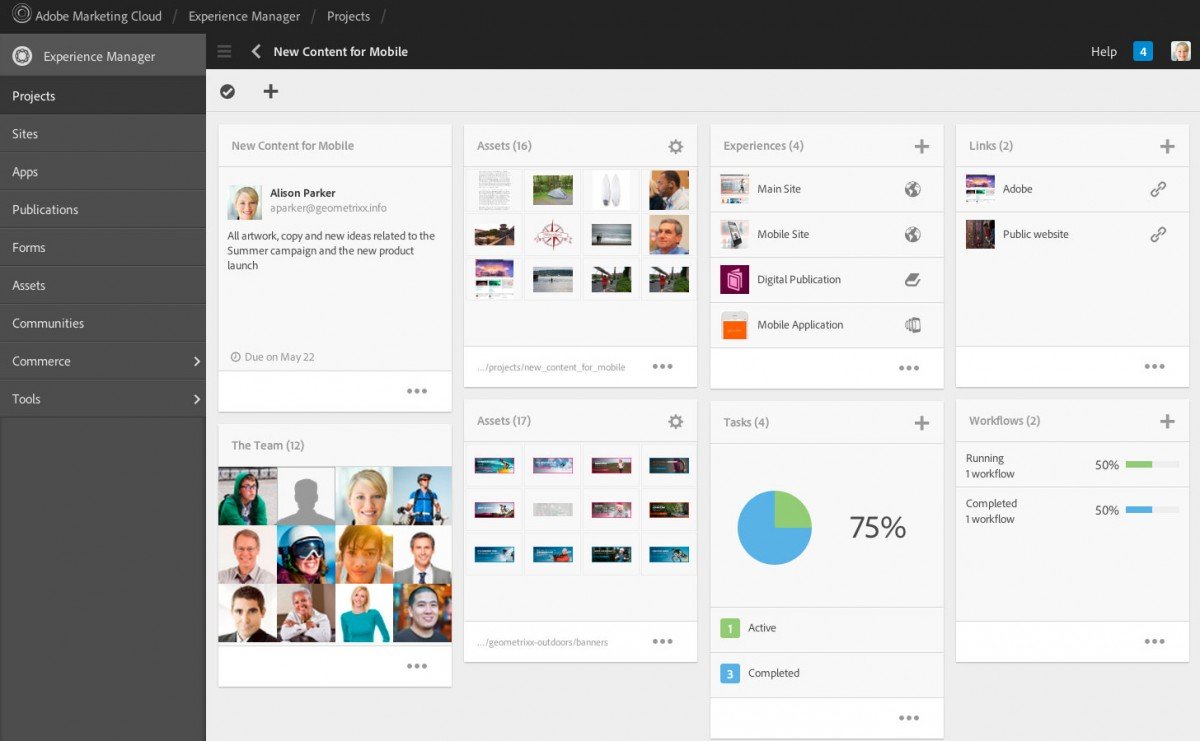 Adobe Marketing Cloud / Experience Manager / Projects /
Experience Manager
New Content for Mobile
Help
4
Projects
Sites
Apps
Publications
Forms
Assets
Communities
Commerce
Tools
New Content for Mobile
Alison Parker
aparker@geometrixx.info
All artwork, copy and new ideas related to the
Summer campaign and the new product
launch
Due on May 22
The Team (12)
Assets (16)
.../projects/new_content_for_mobile
Assets (17)
.../geometrixx-outdoors/banners
Experiences (4)
Main Site
Mobile Site
Digital Publication
Mobile Application
Tasks (4)
75%
1 Active
3 Completed
Links (2)
Adobe
Public website
Workflows (2)
Running
1 workflow
50%
Completed
1 workflow
50%